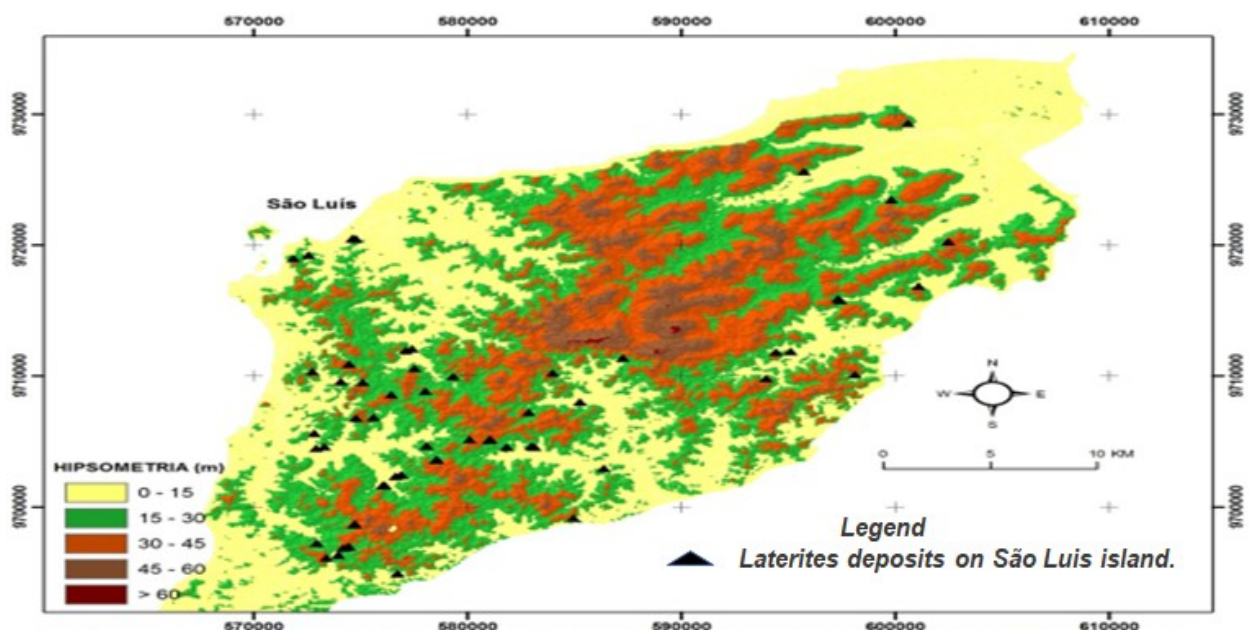 570000 580000 590000 600000 610000
9730000 9730000
São Luís
9720000 9720000
9710000 9710000
N
W E
S
HIPSOMETRIA (m)
0 5 10 KM
0 - 15
15 - 30
9700000 9700000
30 - 45
Legend
45 - 60
Laterites deposits on São Luis island.
> 60
570000 580000 590000 600000 610000